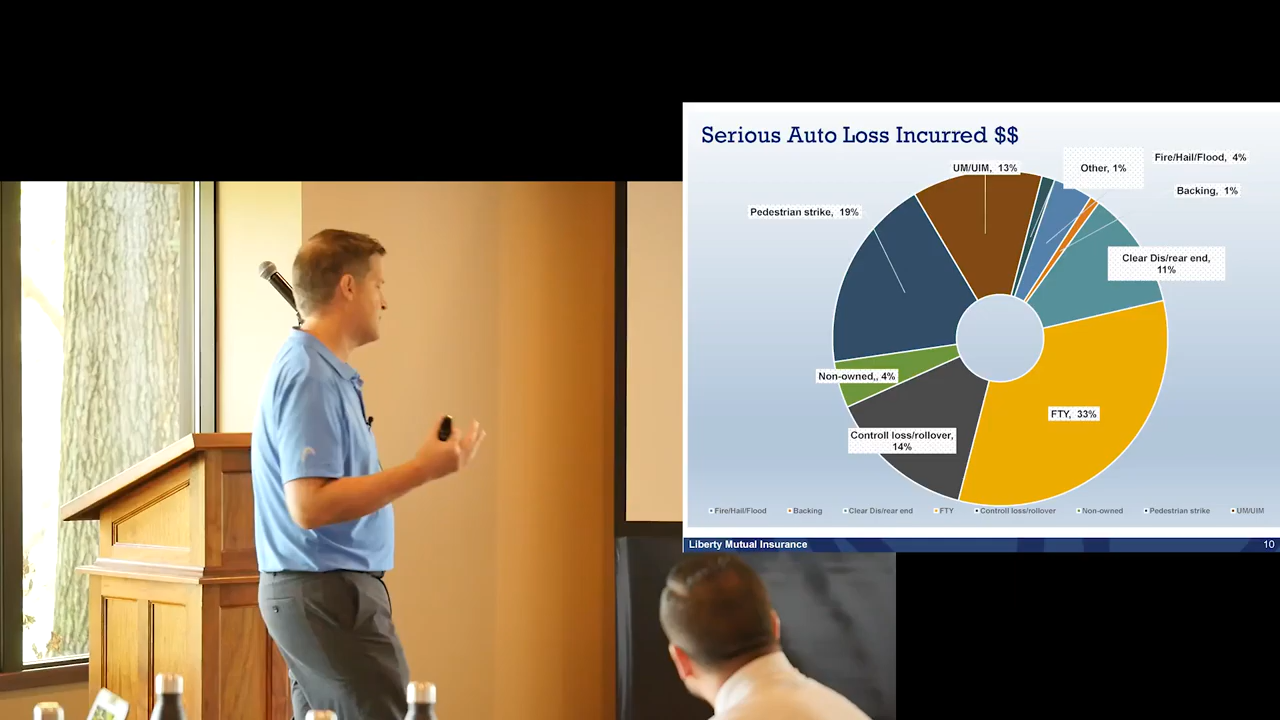 Serious Auto Loss Incurred $$
UM/UIM, 13%
Other, 1%
Fire/Hail/Flood, 4%
Backing, 1%
Pedestrian strike, 19%
Clear Dis/rear end,
11%
Non-owned,, 4%
FTY, 33%
Controll loss/rollover,
14%
Fire/Hail/Flood Backing Clear Dis/rear end FTY Controll loss/rollover Non-owned Pedestrian strike UM/UIM
Liberty Mutual Insurance 10